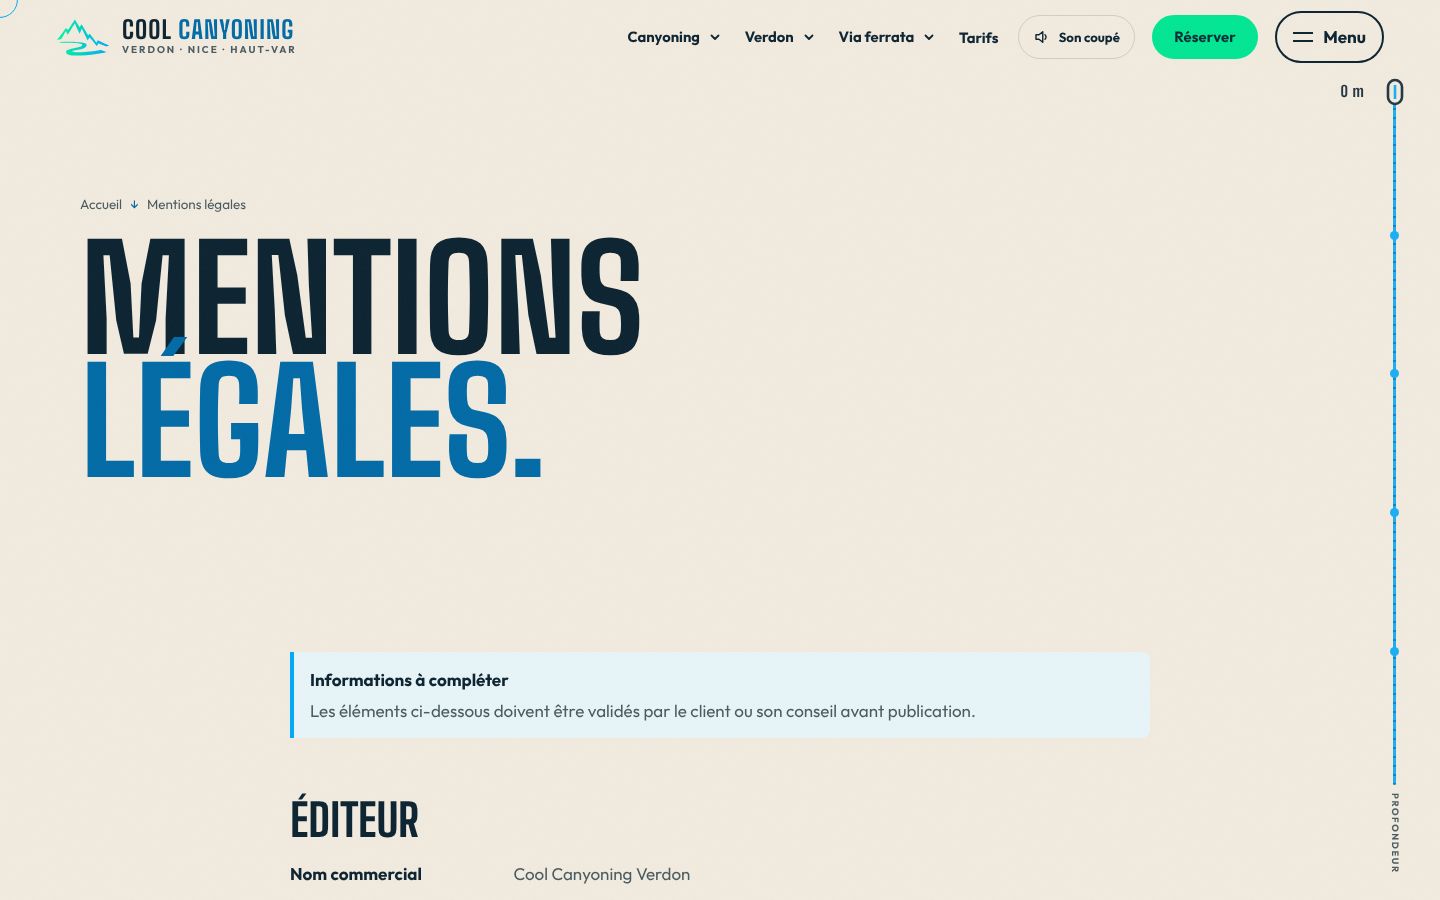 COOL CANYONING
VERDON · NICE · HAUT-VAR
Canyoning
Verdon
Via ferrata
Tarifs
Son coupé
Réserver
Menu
0 m
Accueil ↓ Mentions légales
MENTIONS
LÉGALES.
Informations à compléter
Les éléments ci-dessous doivent être validés par le client ou son conseil avant publication.
ÉDITEUR
Nom commercial Cool Canyoning Verdon
PROFONDEUR